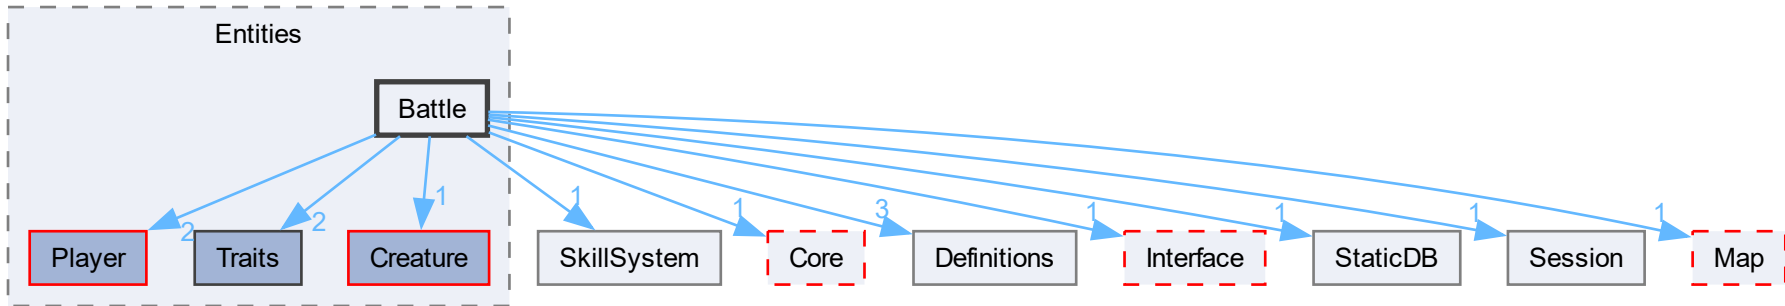 Entities
Battle
2
2
1
1
1
3
1
1
1
1
Player
Traits
Creature
SkillSystem
Core
Definitions
Interface
StaticDB
Session
Map